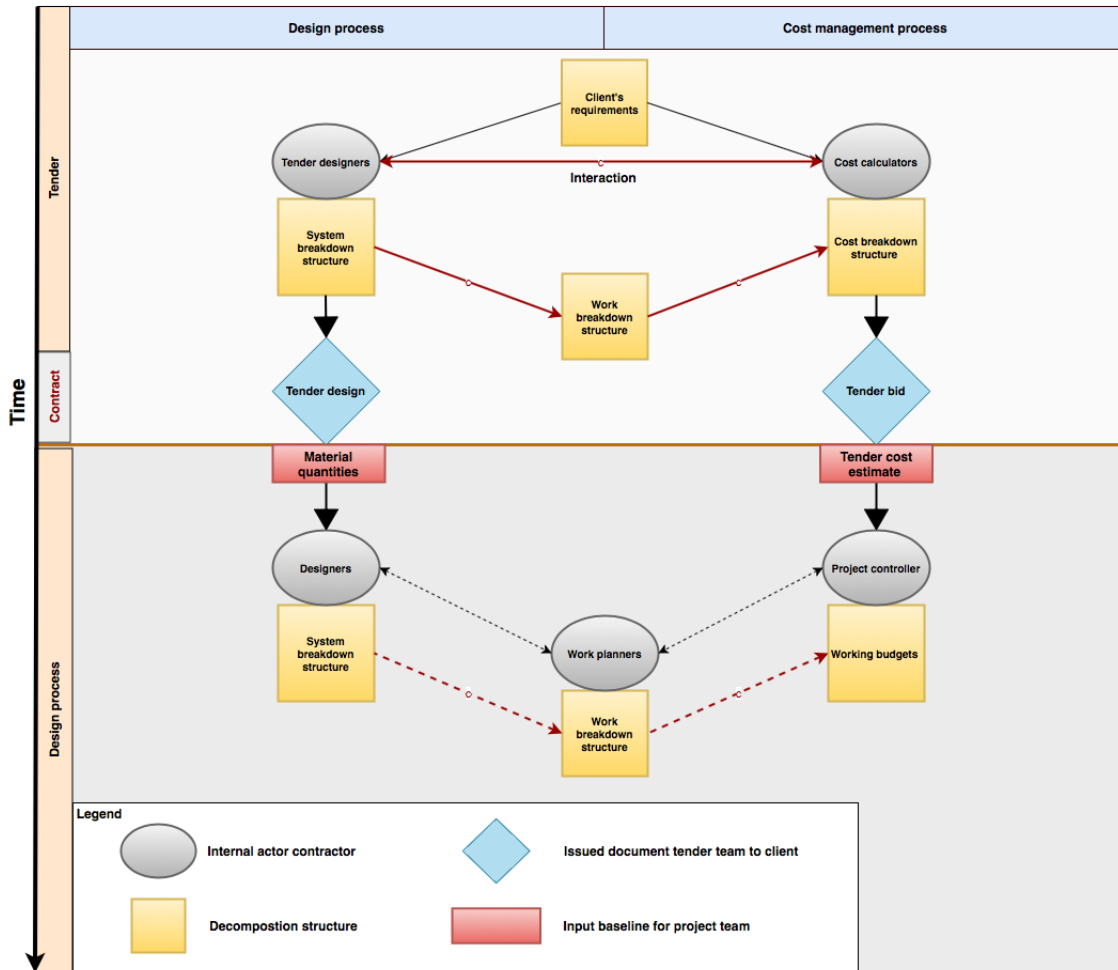 Design process
Cost management process
Client's
requirements
Tender designers
Cost calculators
c
Interaction
System
breakdown
structure
Cost breakdown
structure
c
c
Work
breakdown
structure
Tender
Time
Contract
Tender design
Tender bid
Material
quantities
Tender cost
estimate
Designers
Project controller
Work planners
System
breakdown
structure
Working budgets
c
c
Work
breakdown
structure
Design process
Legend
Internal actor contractor
Issued document tender team to client
Decompostion structure
Input baseline for project team